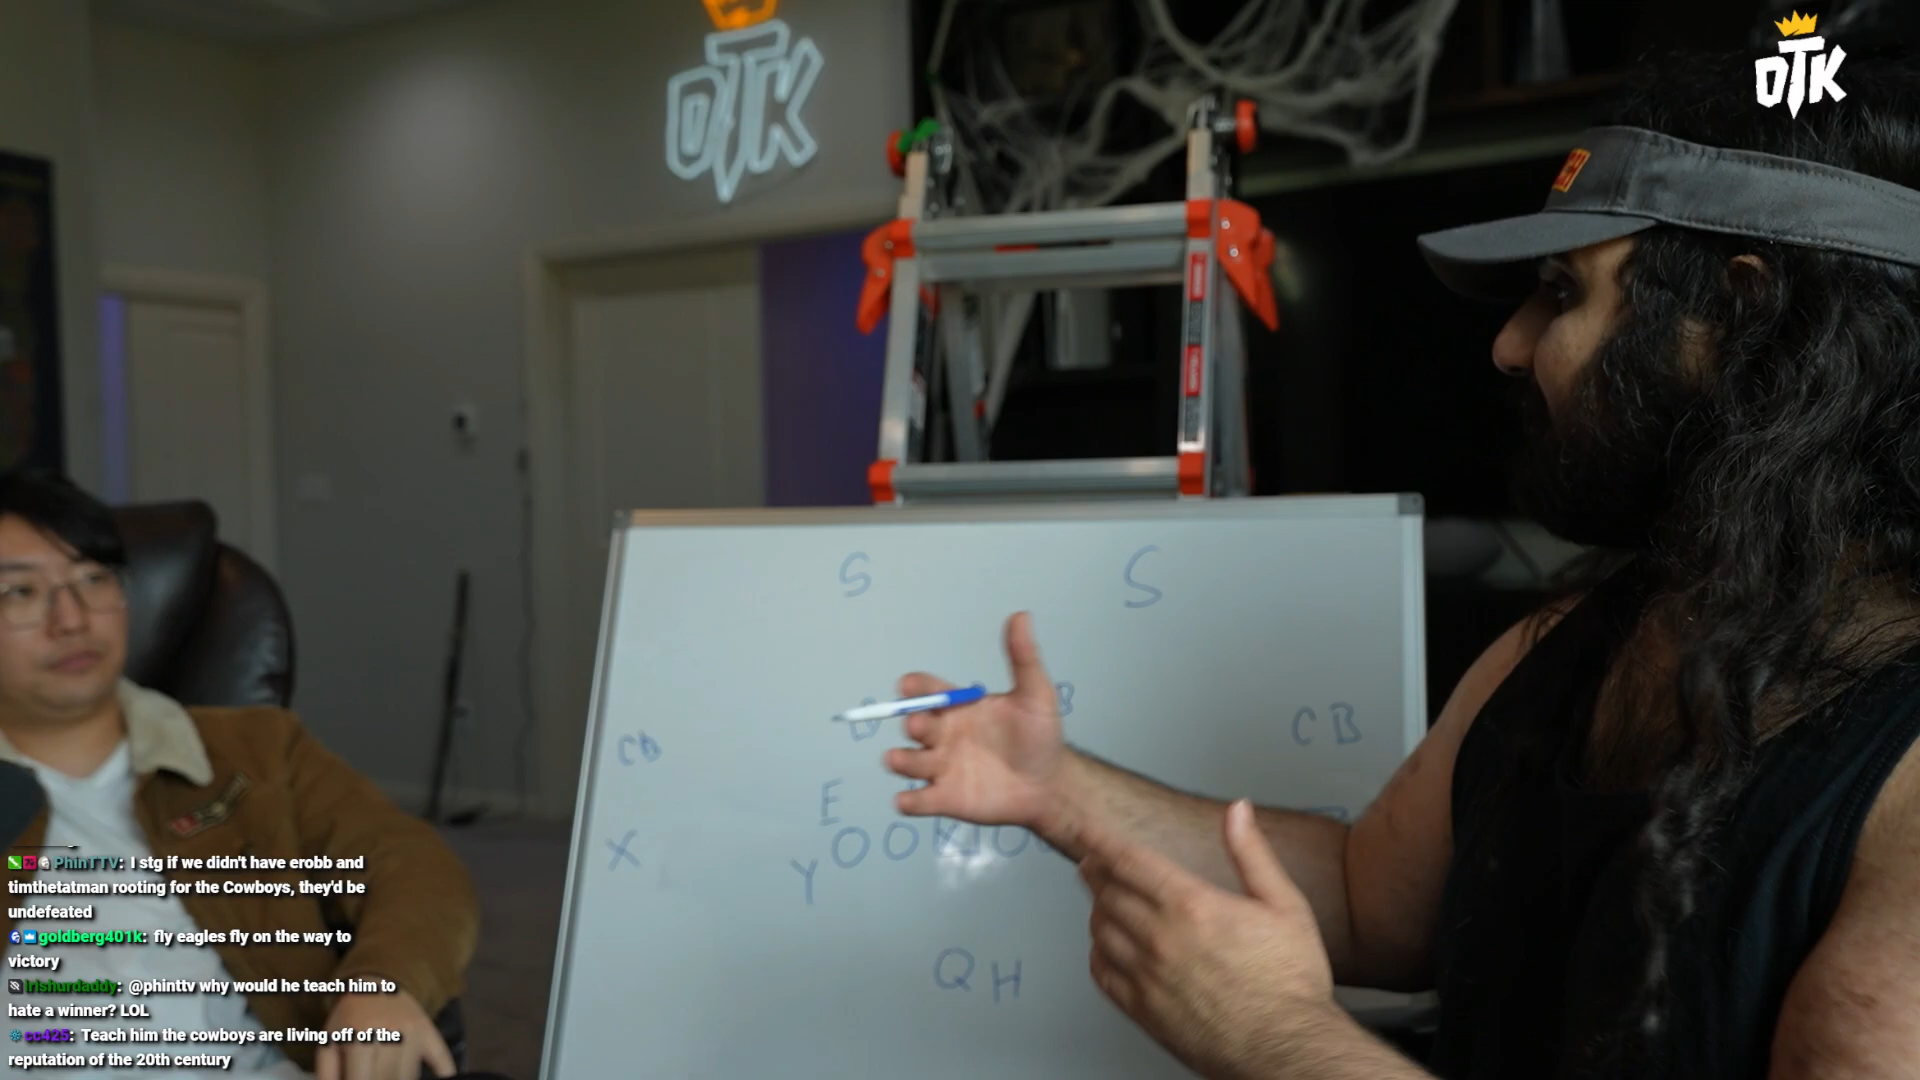 OTK
OTK
S S
B B
CB CB
E
X O O X O
Y
Q H
PhinTTV: I stg if we didn't have erobb and
timthetatman rooting for the Cowboys, they'd be
undefeated
goldberg401k: fly eagles fly on the way to
victory
irishurdaddy: @phinttv why would he teach him to
hate a winner? LOL
cc425: Teach him the cowboys are living off of the
reputation of the 20th century